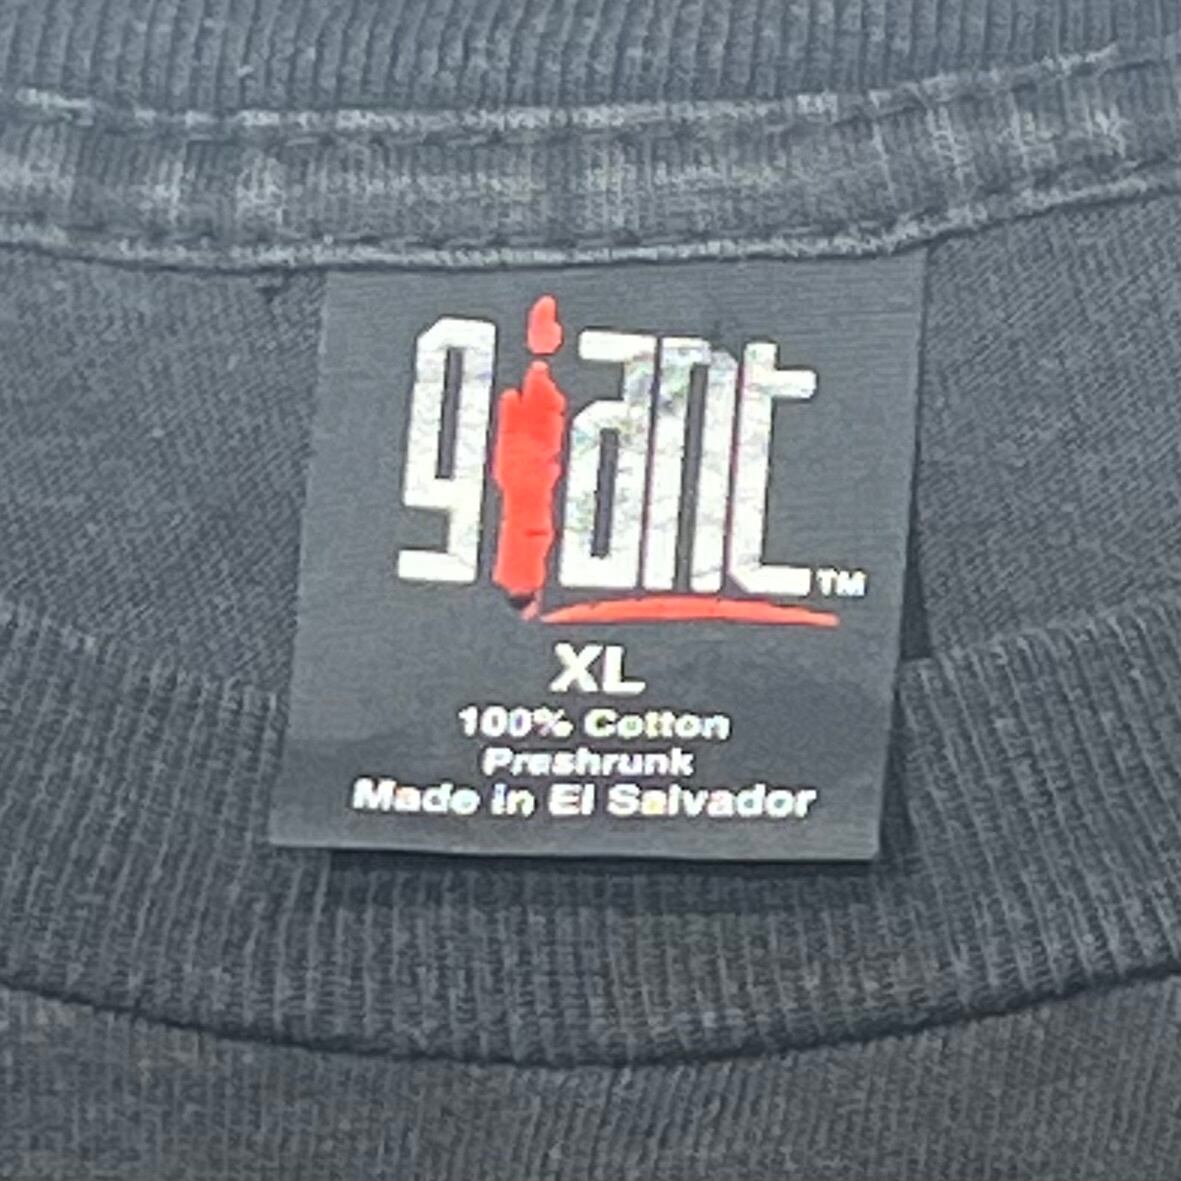 giant™
XL
100% Cotton
Preshrunk
Made in El Salvador